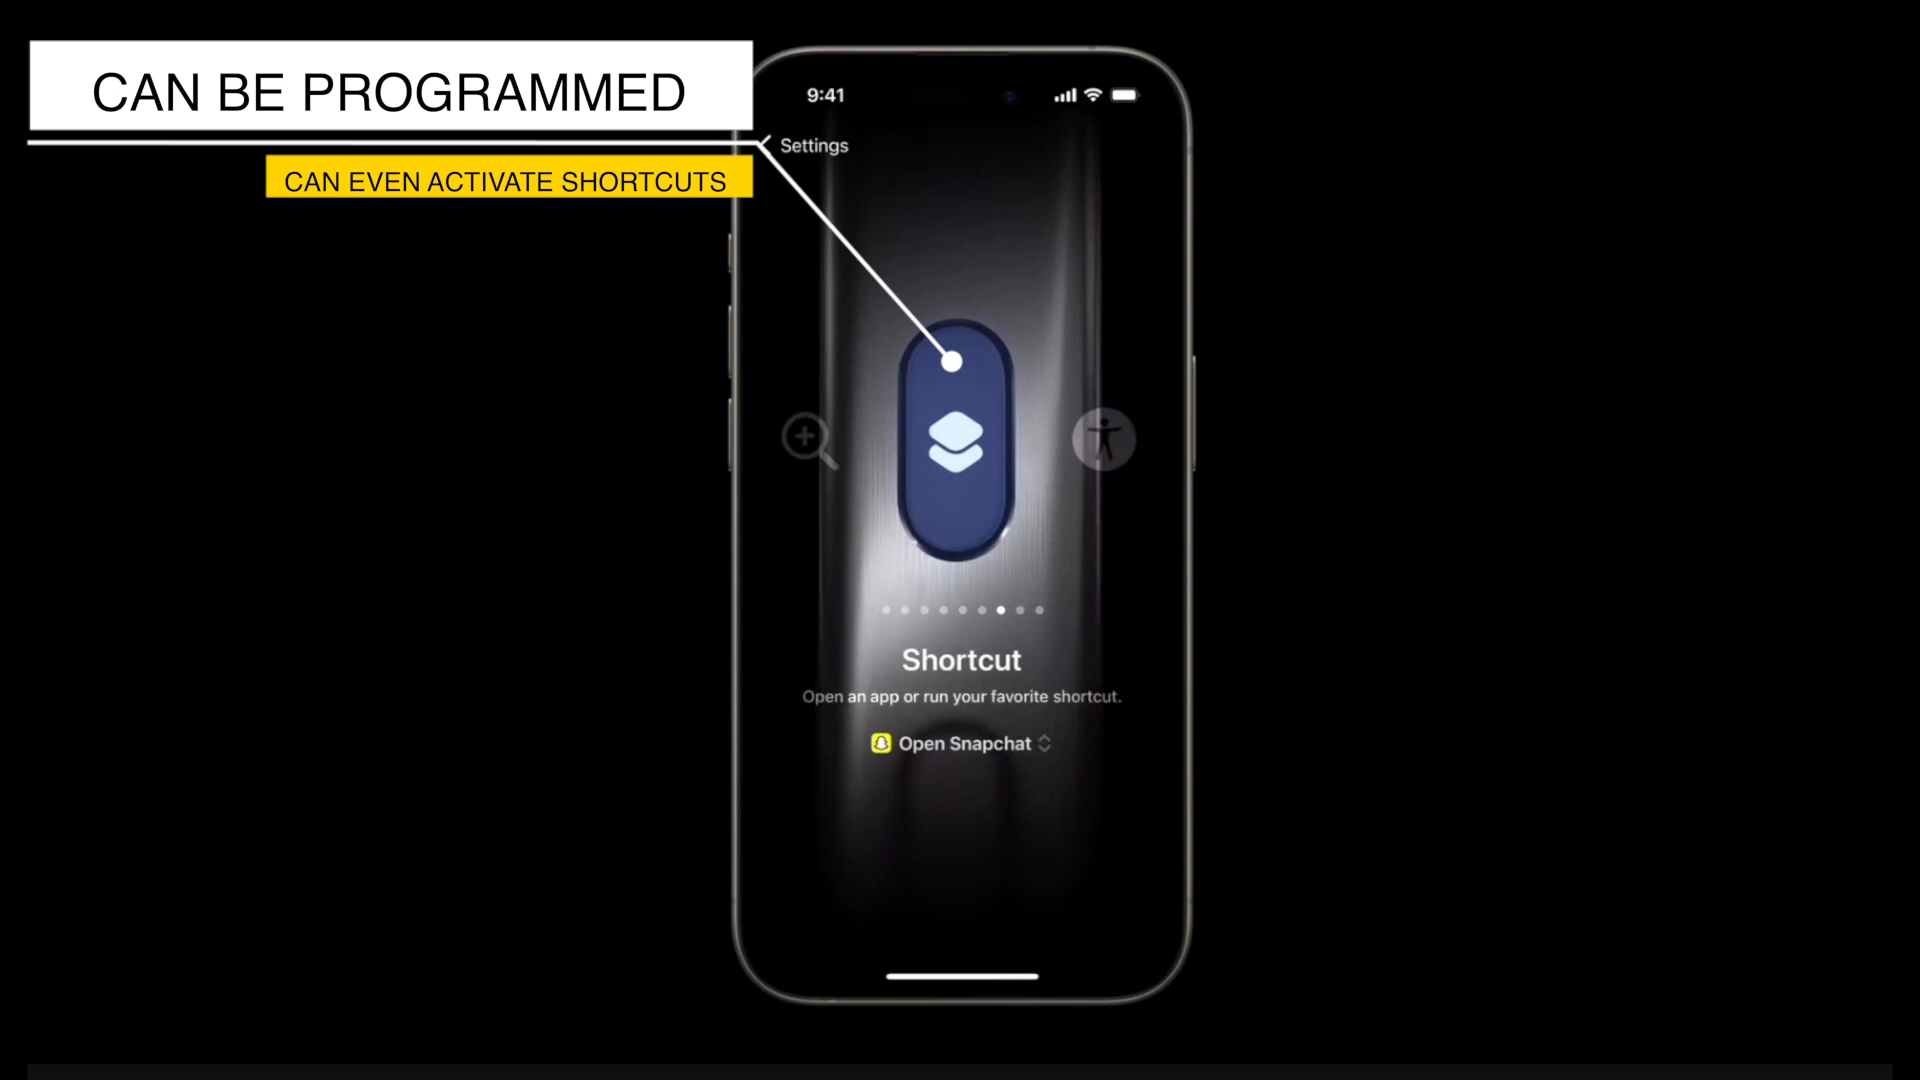 CAN BE PROGRAMMED
CAN EVEN ACTIVATE SHORTCUTS
9:41
Settings
Shortcut
Open an app or run your favorite shortcut.
Open Snapchat